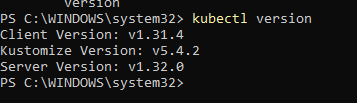 version
PS C:\WINDOWS\system32> kubectl version
Client Version: v1.31.4
Kustomize Version: v5.4.2
Server Version: v1.32.0
PS C:\WINDOWS\system32>